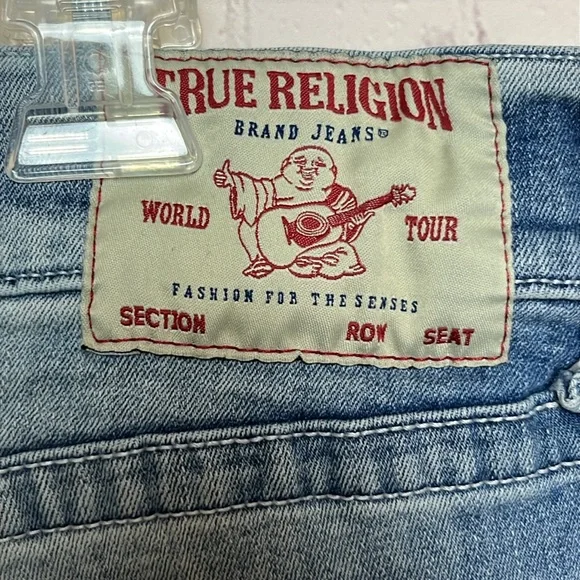 TRUE RELIGION
BRAND JEANS®
WORLD TOUR
FASHION FOR THE SENSES
SECTION ROW SEAT